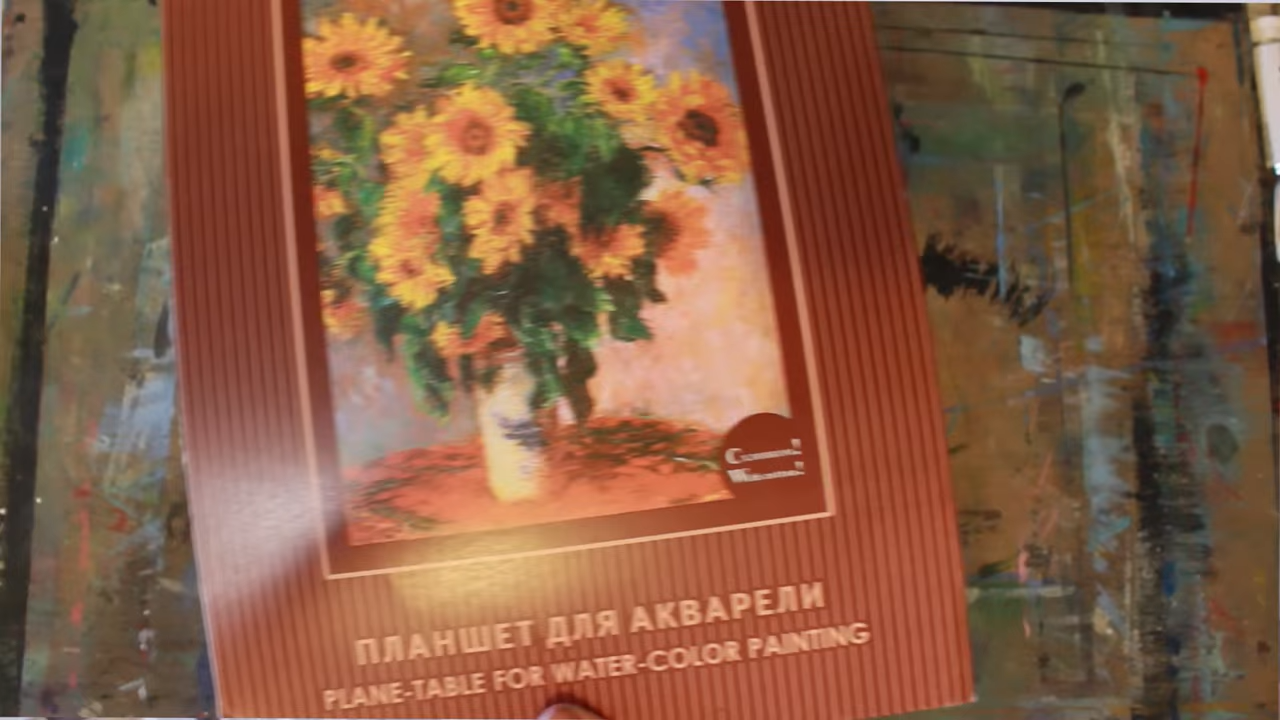 ПЛАНШЕТ ДЛЯ АКВАРЕЛИ
PLANE-TABLE FOR WATER-COLOR PAINTING